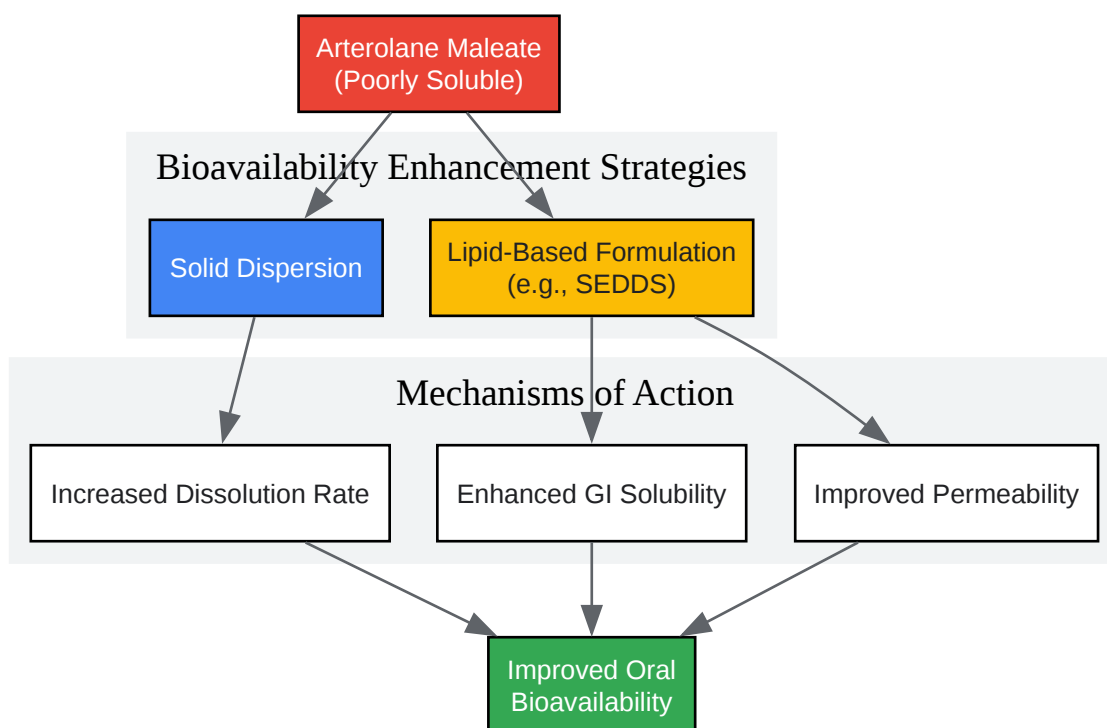 Arterolane Maleate
(Poorly Soluble)
Bioavailability Enhancement Strategies
Solid Dispersion
Lipid-Based Formulation
(e.g., SEDDS)
Mechanisms of Action
Increased Dissolution Rate
Enhanced GI Solubility
Improved Permeability
Improved Oral
Bioavailability